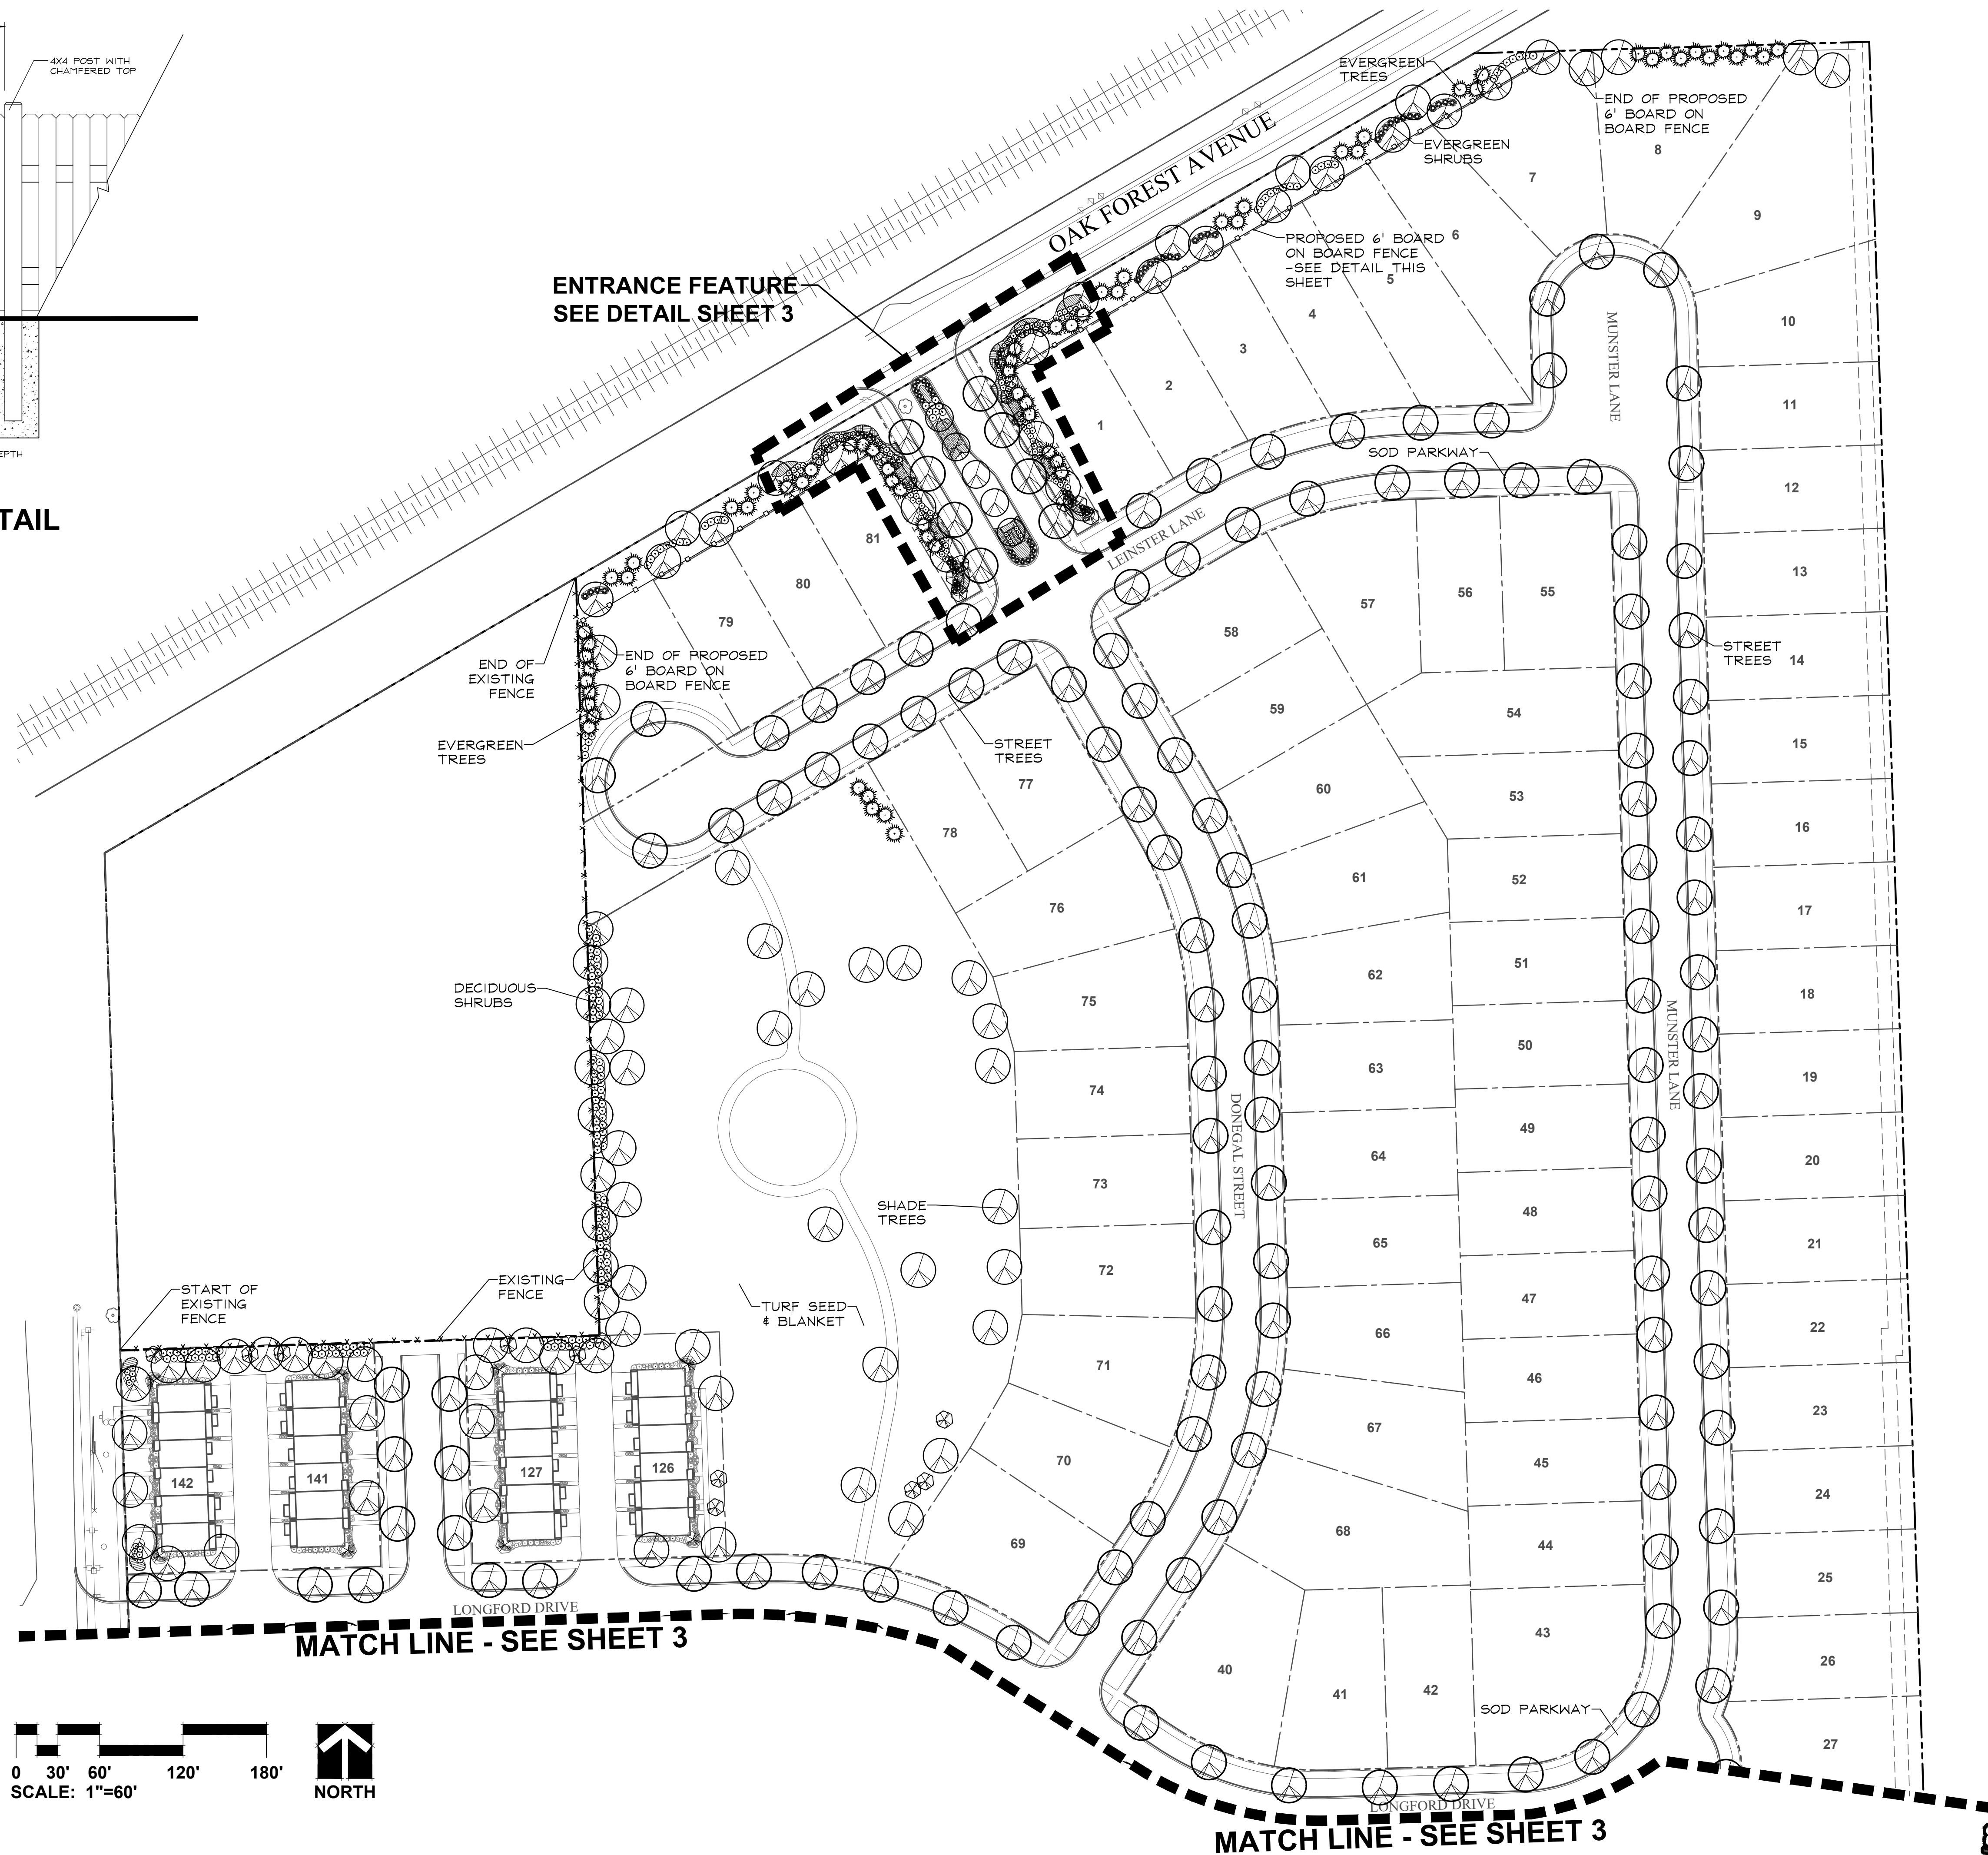 4X4 POST WITH
CHAMFERED TOP
EPTH
TAIL
OAK FOREST AVENUE
ENTRANCE FEATURE
SEE DETAIL SHEET 3
EVERGREEN
TREES
END OF PROPOSED
6' BOARD ON
BOARD FENCE
EVERGREEN
SHRUBS
PROPOSED 6' BOARD
ON BOARD FENCE
-SEE DETAIL THIS
SHEET
8
7
9
6
5
4
3
2
1
10
11
12
13
14
15
16
17
18
19
20
21
22
23
24
25
26
27
MUNSTER LANE
SOD PARKWAY
LEINSTER LANE
81
80
79
END OF
EXISTING
FENCE
END OF PROPOSED
6' BOARD ON
BOARD FENCE
EVERGREEN
TREES
STREET
TREES
STREET
TREES
58
57
56
55
59
54
60
53
61
52
62
51
63
50
64
49
65
48
66
47
67
46
45
68
44
43
40
41
42
77
78
76
75
74
73
72
71
70
69
DONEGAL STREET
MUNSTER LANE
DECIDUOUS
SHRUBS
SHADE
TREES
START OF
EXISTING
FENCE
EXISTING
FENCE
TURF SEED
& BLANKET
142
141
127
126
LONGFORD DRIVE
MATCH LINE - SEE SHEET 3
SOD PARKWAY
LONGFORD DRIVE
MATCH LINE - SEE SHEET 3
0 30' 60' 120' 180'
SCALE: 1"=60'
NORTH